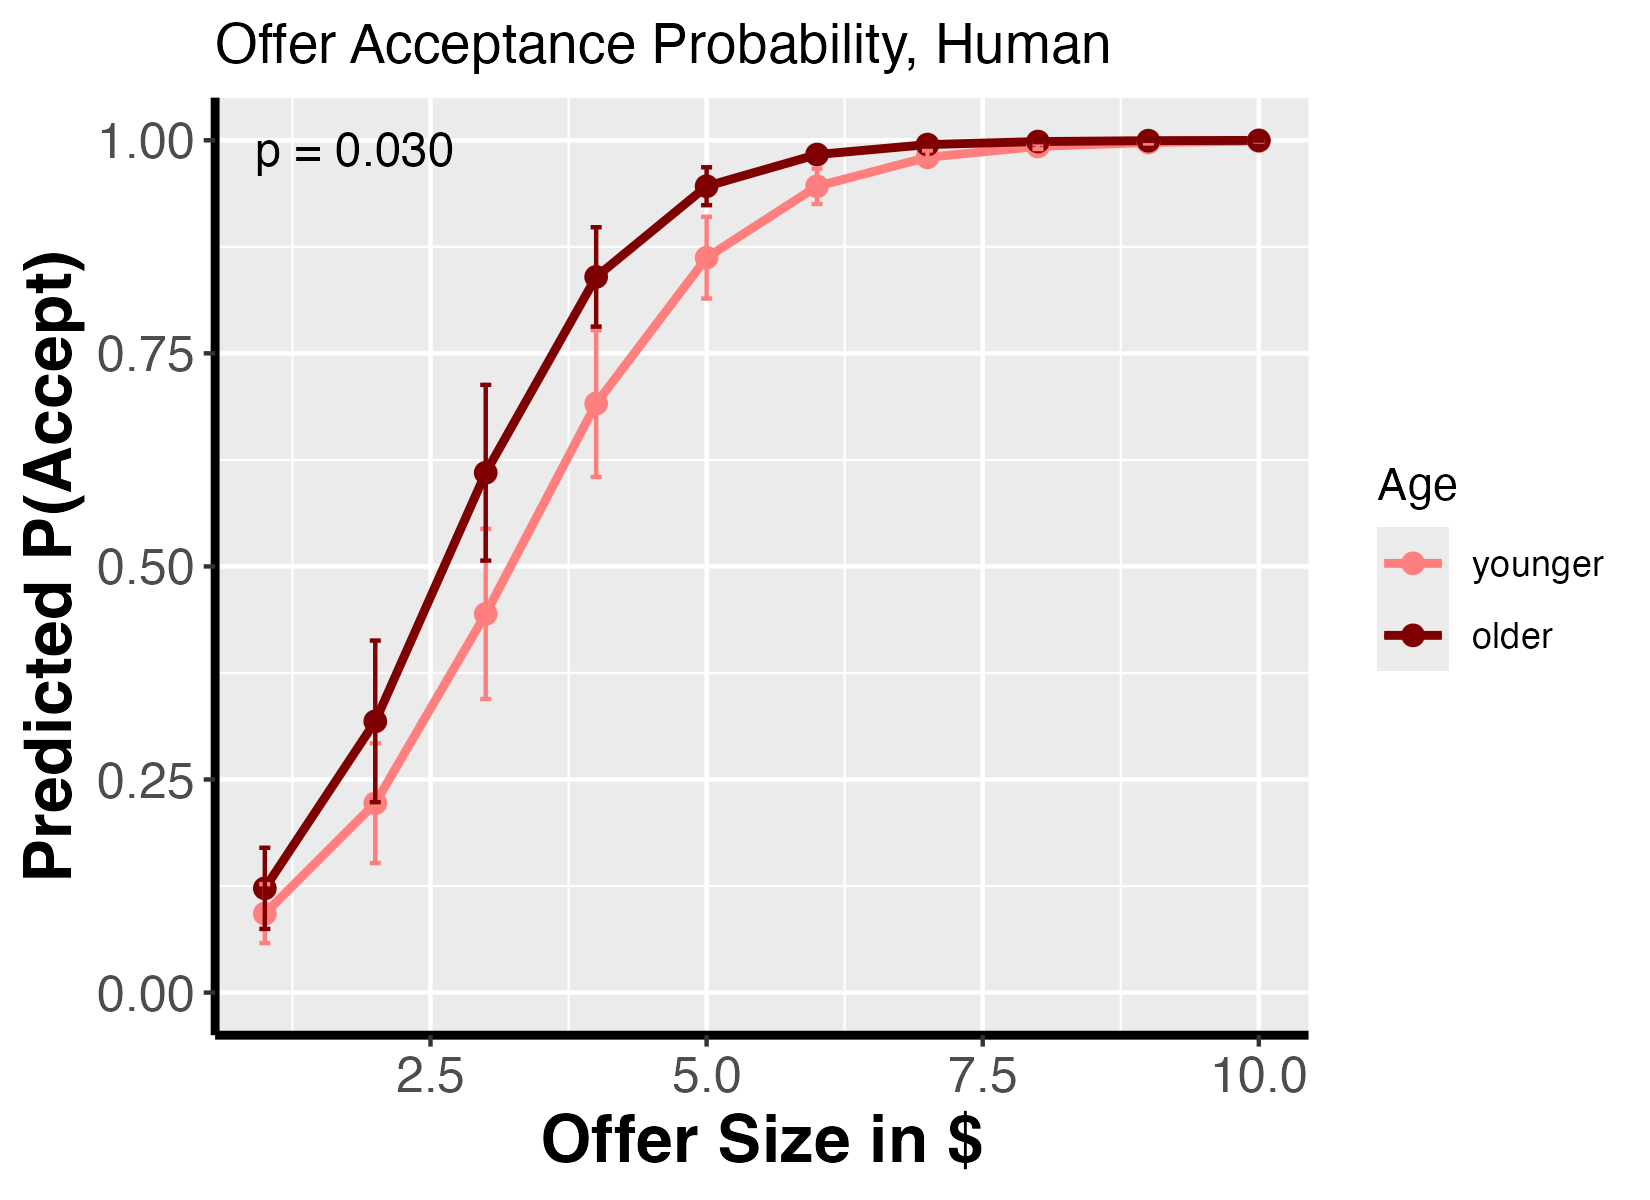 Offer Acceptance Probability, Human
p = 0.030
Predicted P(Accept)
1.00
0.75
0.50
0.25
0.00
2.5 5.0 7.5 10.0
Offer Size in $
Age
younger
older